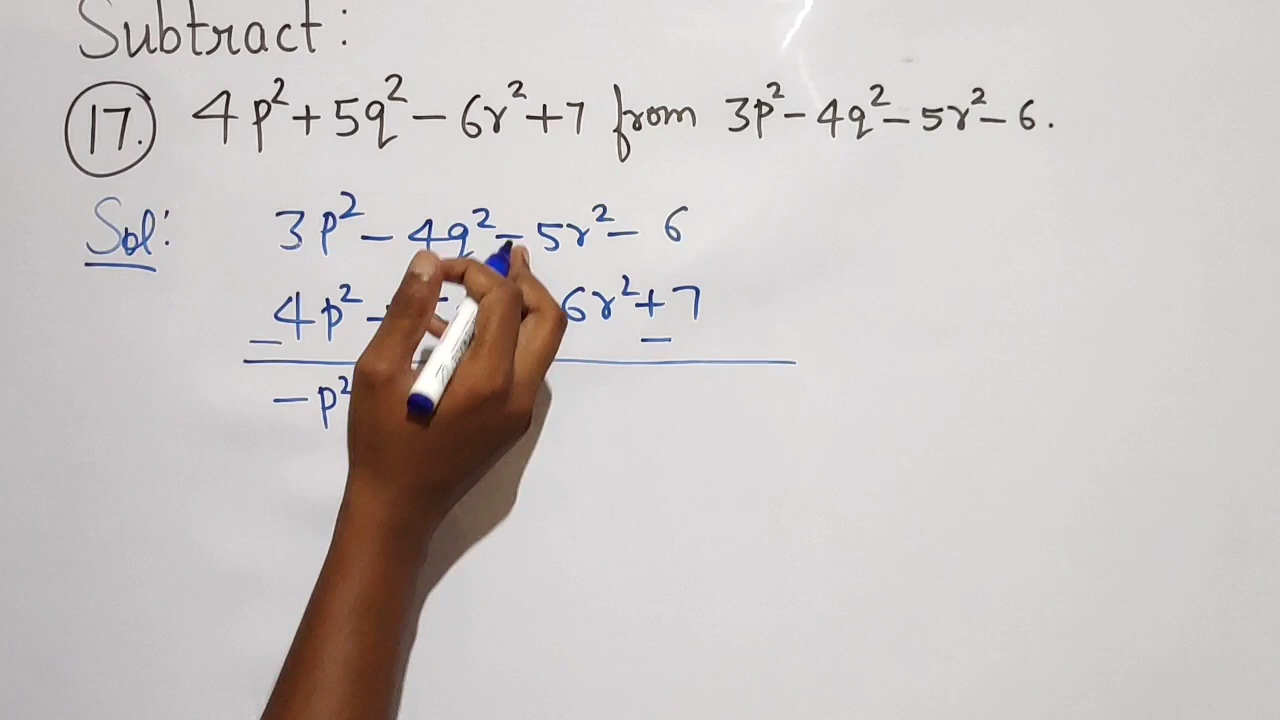 Subtract:
17. 4p² + 5q² - 6r² + 7 from 3p² - 4q² - 5r² - 6.
Sol: 3p² - 4q² - 5r² - 6
4p² 6r² + 7
- -
- p²